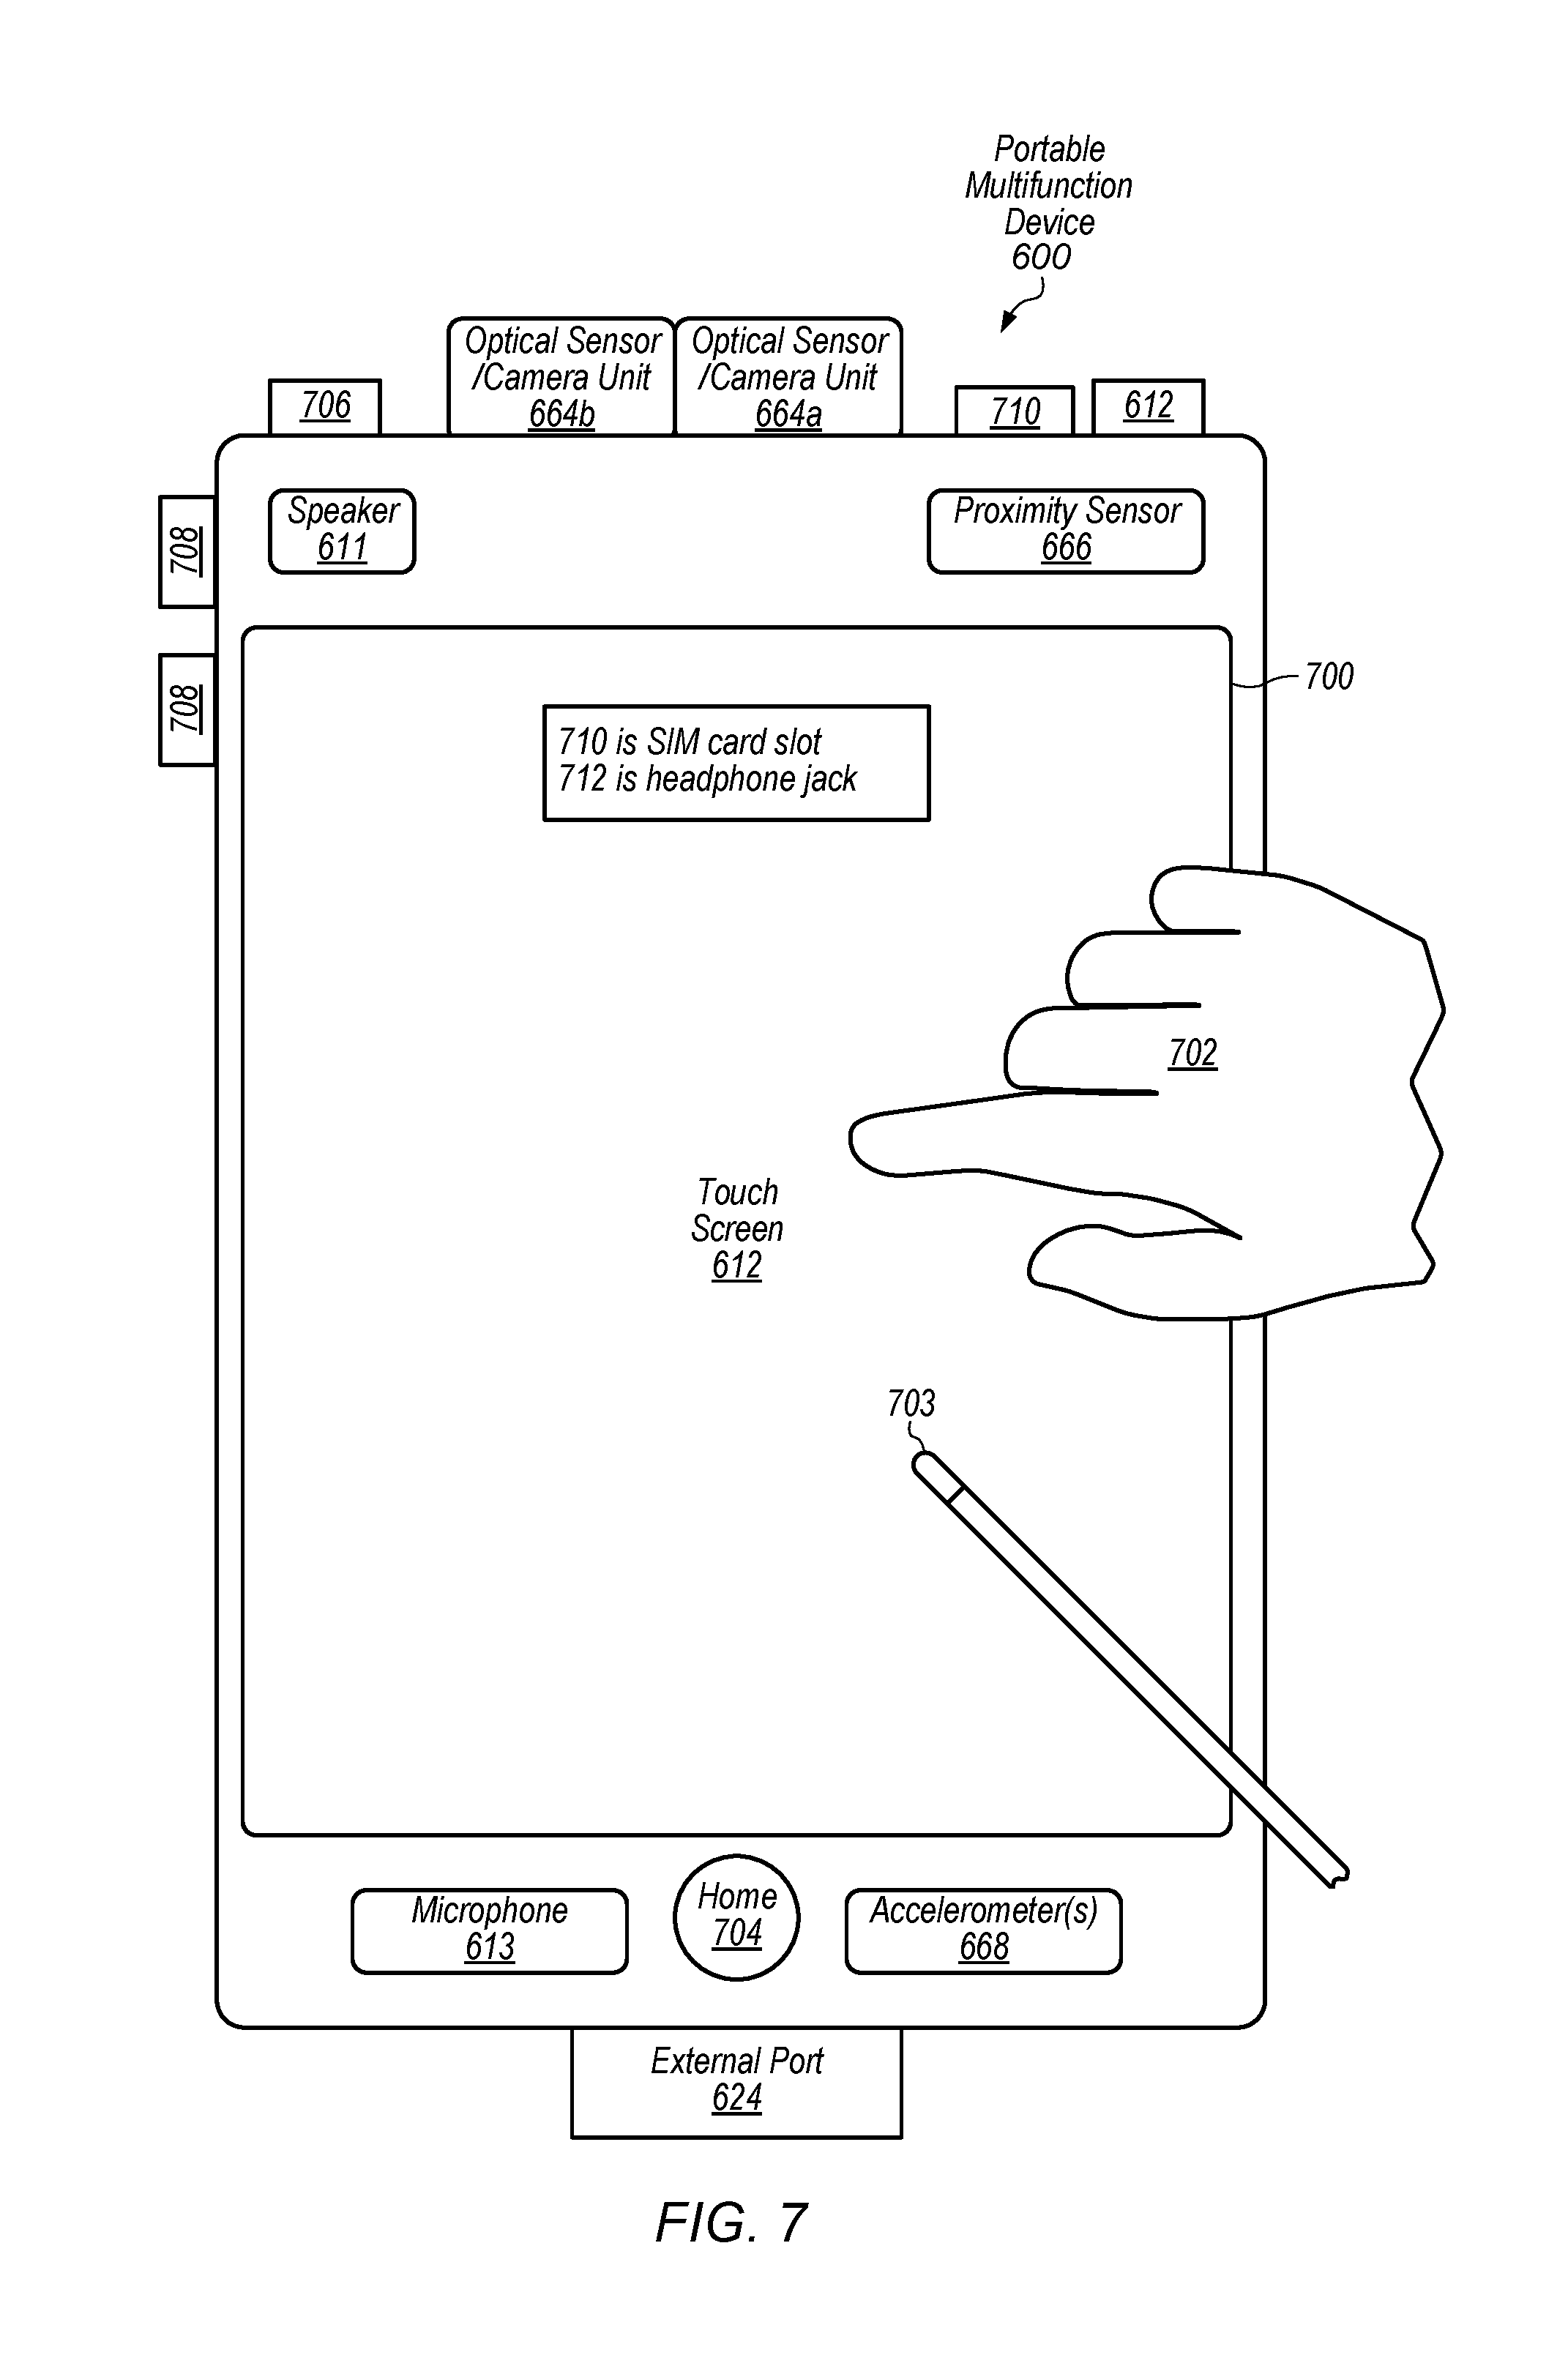 Portable
Multifunction
Device
600
Optical Sensor
/Camera Unit
664b
Optical Sensor
/Camera Unit
664a
706
710
612
Speaker
611
Proximity Sensor
666
708
708
700
710 is SIM card slot
712 is headphone jack
702
Touch
Screen
612
703
Microphone
613
Home
704
Accelerometer(s)
668
External Port
624
FIG. 7